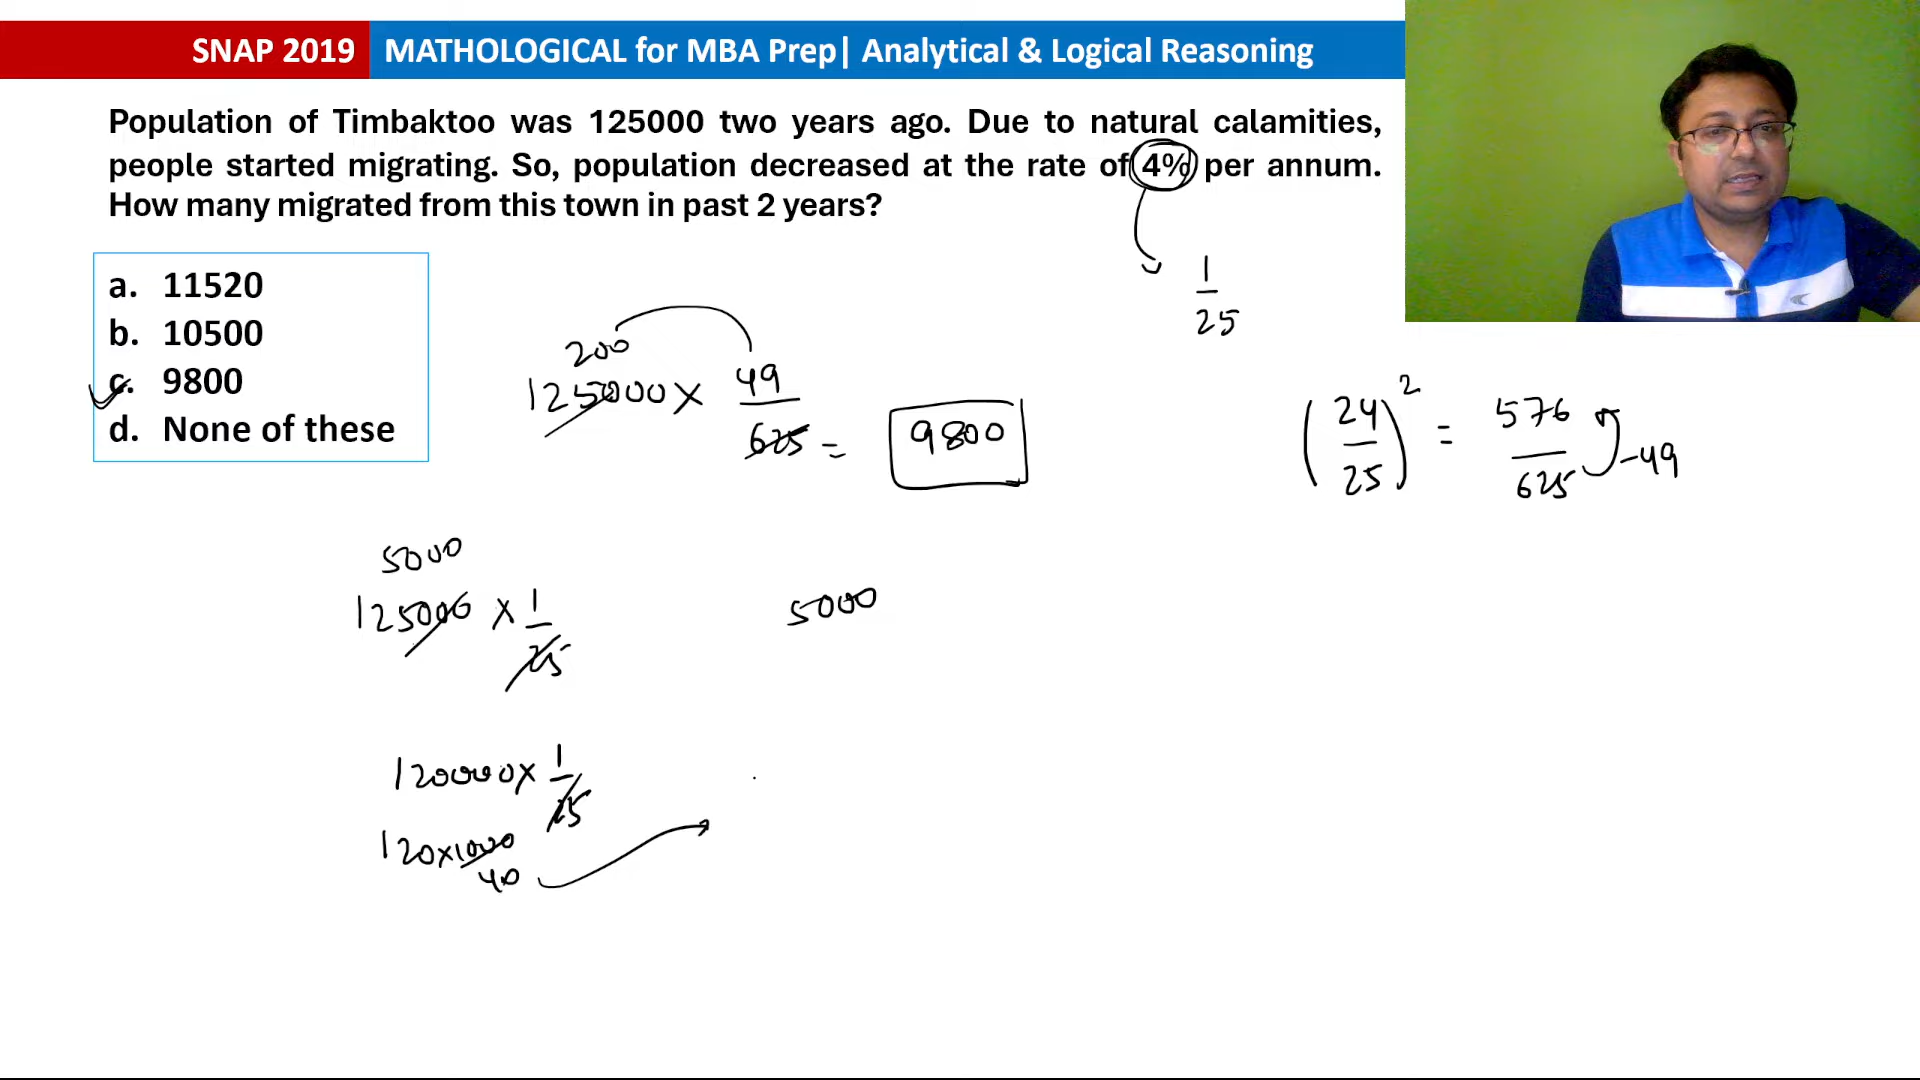 SNAP 2019 MATHOLOGICAL for MBA Prep| Analytical & Logical Reasoning
Population of Timbaktoo was 125000 two years ago. Due to natural calamities,
people started migrating. So, population decreased at the rate of 4% per annum.
How many migrated from this town in past 2 years?
a. 11520
b. 10500
c. 9800
d. None of these
1
25
200
125000 x 49
625 = 9800
(24/25)² = 576/625 -49
5000
125000 x 1
25
5000
120000 x 1
25
120x1000
40